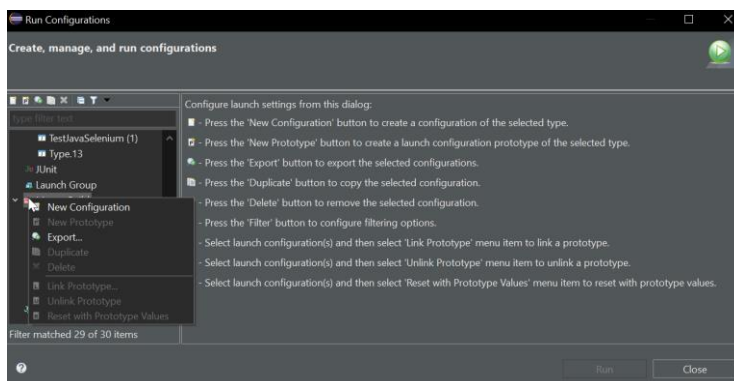 Run Configurations
Create, manage, and run configurations
type filter text
TestJavaSelenium (1)
Type.13
JUnit
Launch Group
New Configuration
New Prototype
Export...
Duplicate
Delete
Link Prototype...
Unlink Prototype
Reset with Prototype Values
Filter matched 29 of 30 items
Configure launch settings from this dialog:
- Press the 'New Configuration' button to create a configuration of the selected type.
- Press the 'New Prototype' button to create a launch configuration prototype of the selected type.
- Press the 'Export' button to export the selected configurations.
- Press the 'Duplicate' button to copy the selected configuration.
- Press the 'Delete' button to remove the selected configuration.
- Press the 'Filter' button to configure filtering options.
- Select launch configuration(s) and then select 'Link Prototype' menu item to link a prototype.
- Select launch configuration(s) and then select 'Unlink Prototype' menu item to unlink a prototype.
- Select launch configuration(s) and then select 'Reset with Prototype Values' menu item to reset with prototype values.
Run
Close